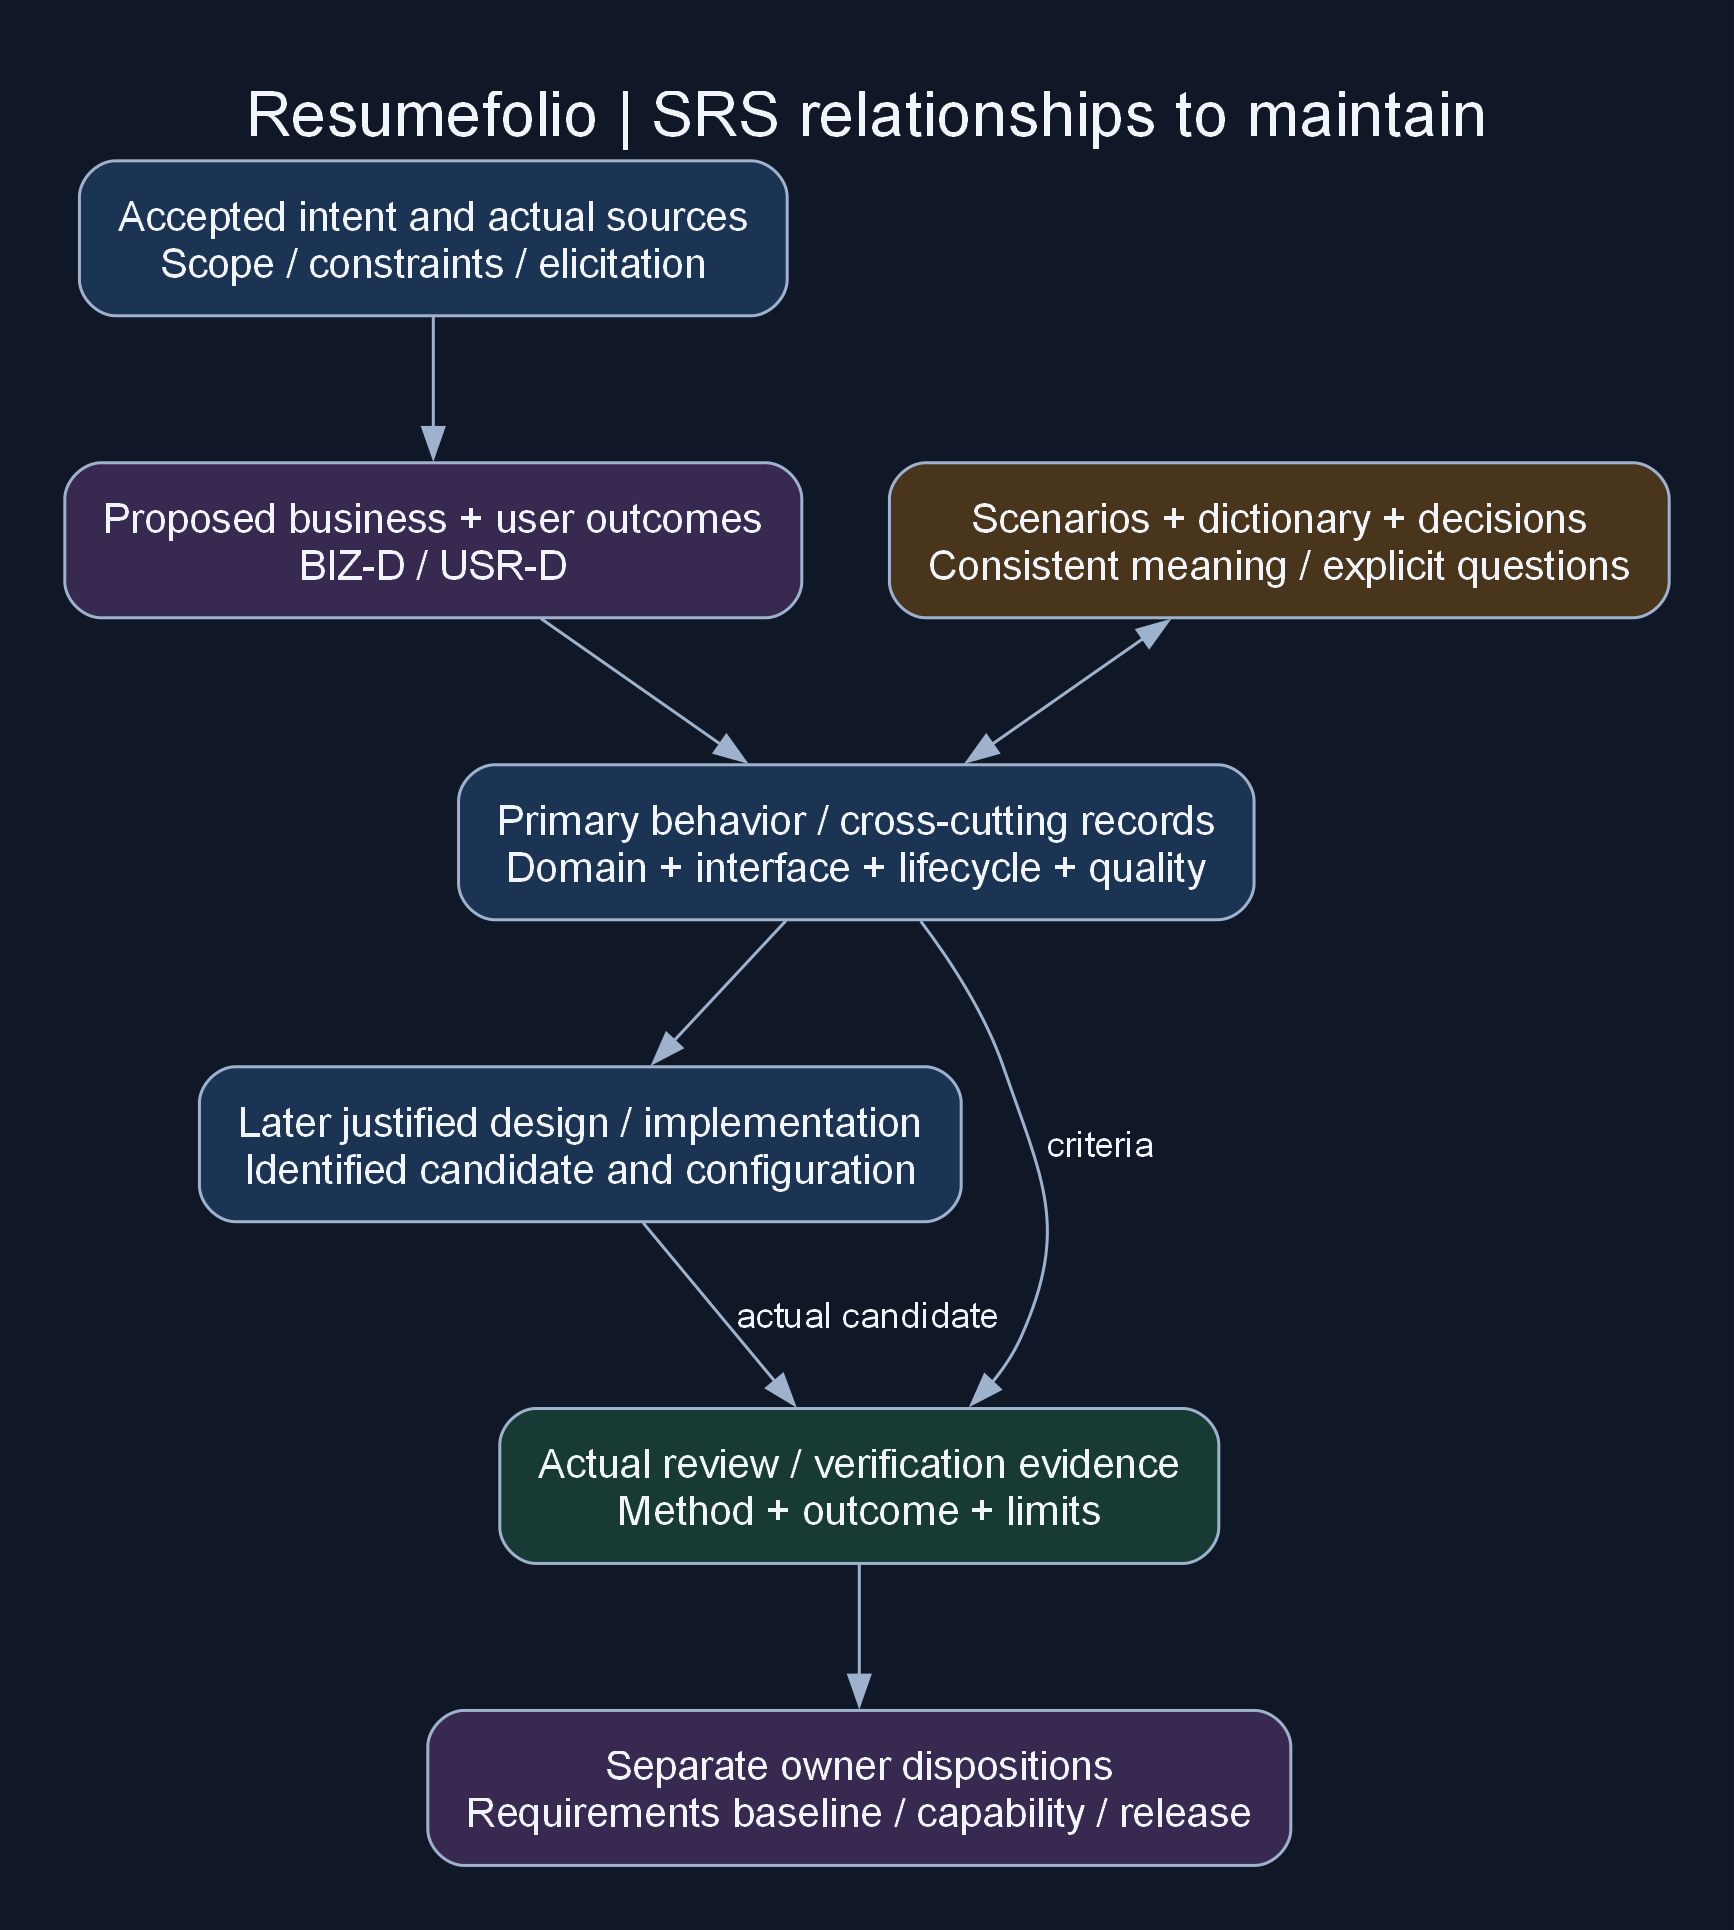 Resumefolio | SRS relationships to maintain
Accepted intent and actual sources
Scope / constraints / elicitation
Proposed business + user outcomes
BIZ-D / USR-D
Scenarios + dictionary + decisions
Consistent meaning / explicit questions
Primary behavior / cross-cutting records
Domain + interface + lifecycle + quality
Later justified design / implementation
Identified candidate and configuration
criteria
actual candidate
Actual review / verification evidence
Method + outcome + limits
Separate owner dispositions
Requirements baseline / capability / release